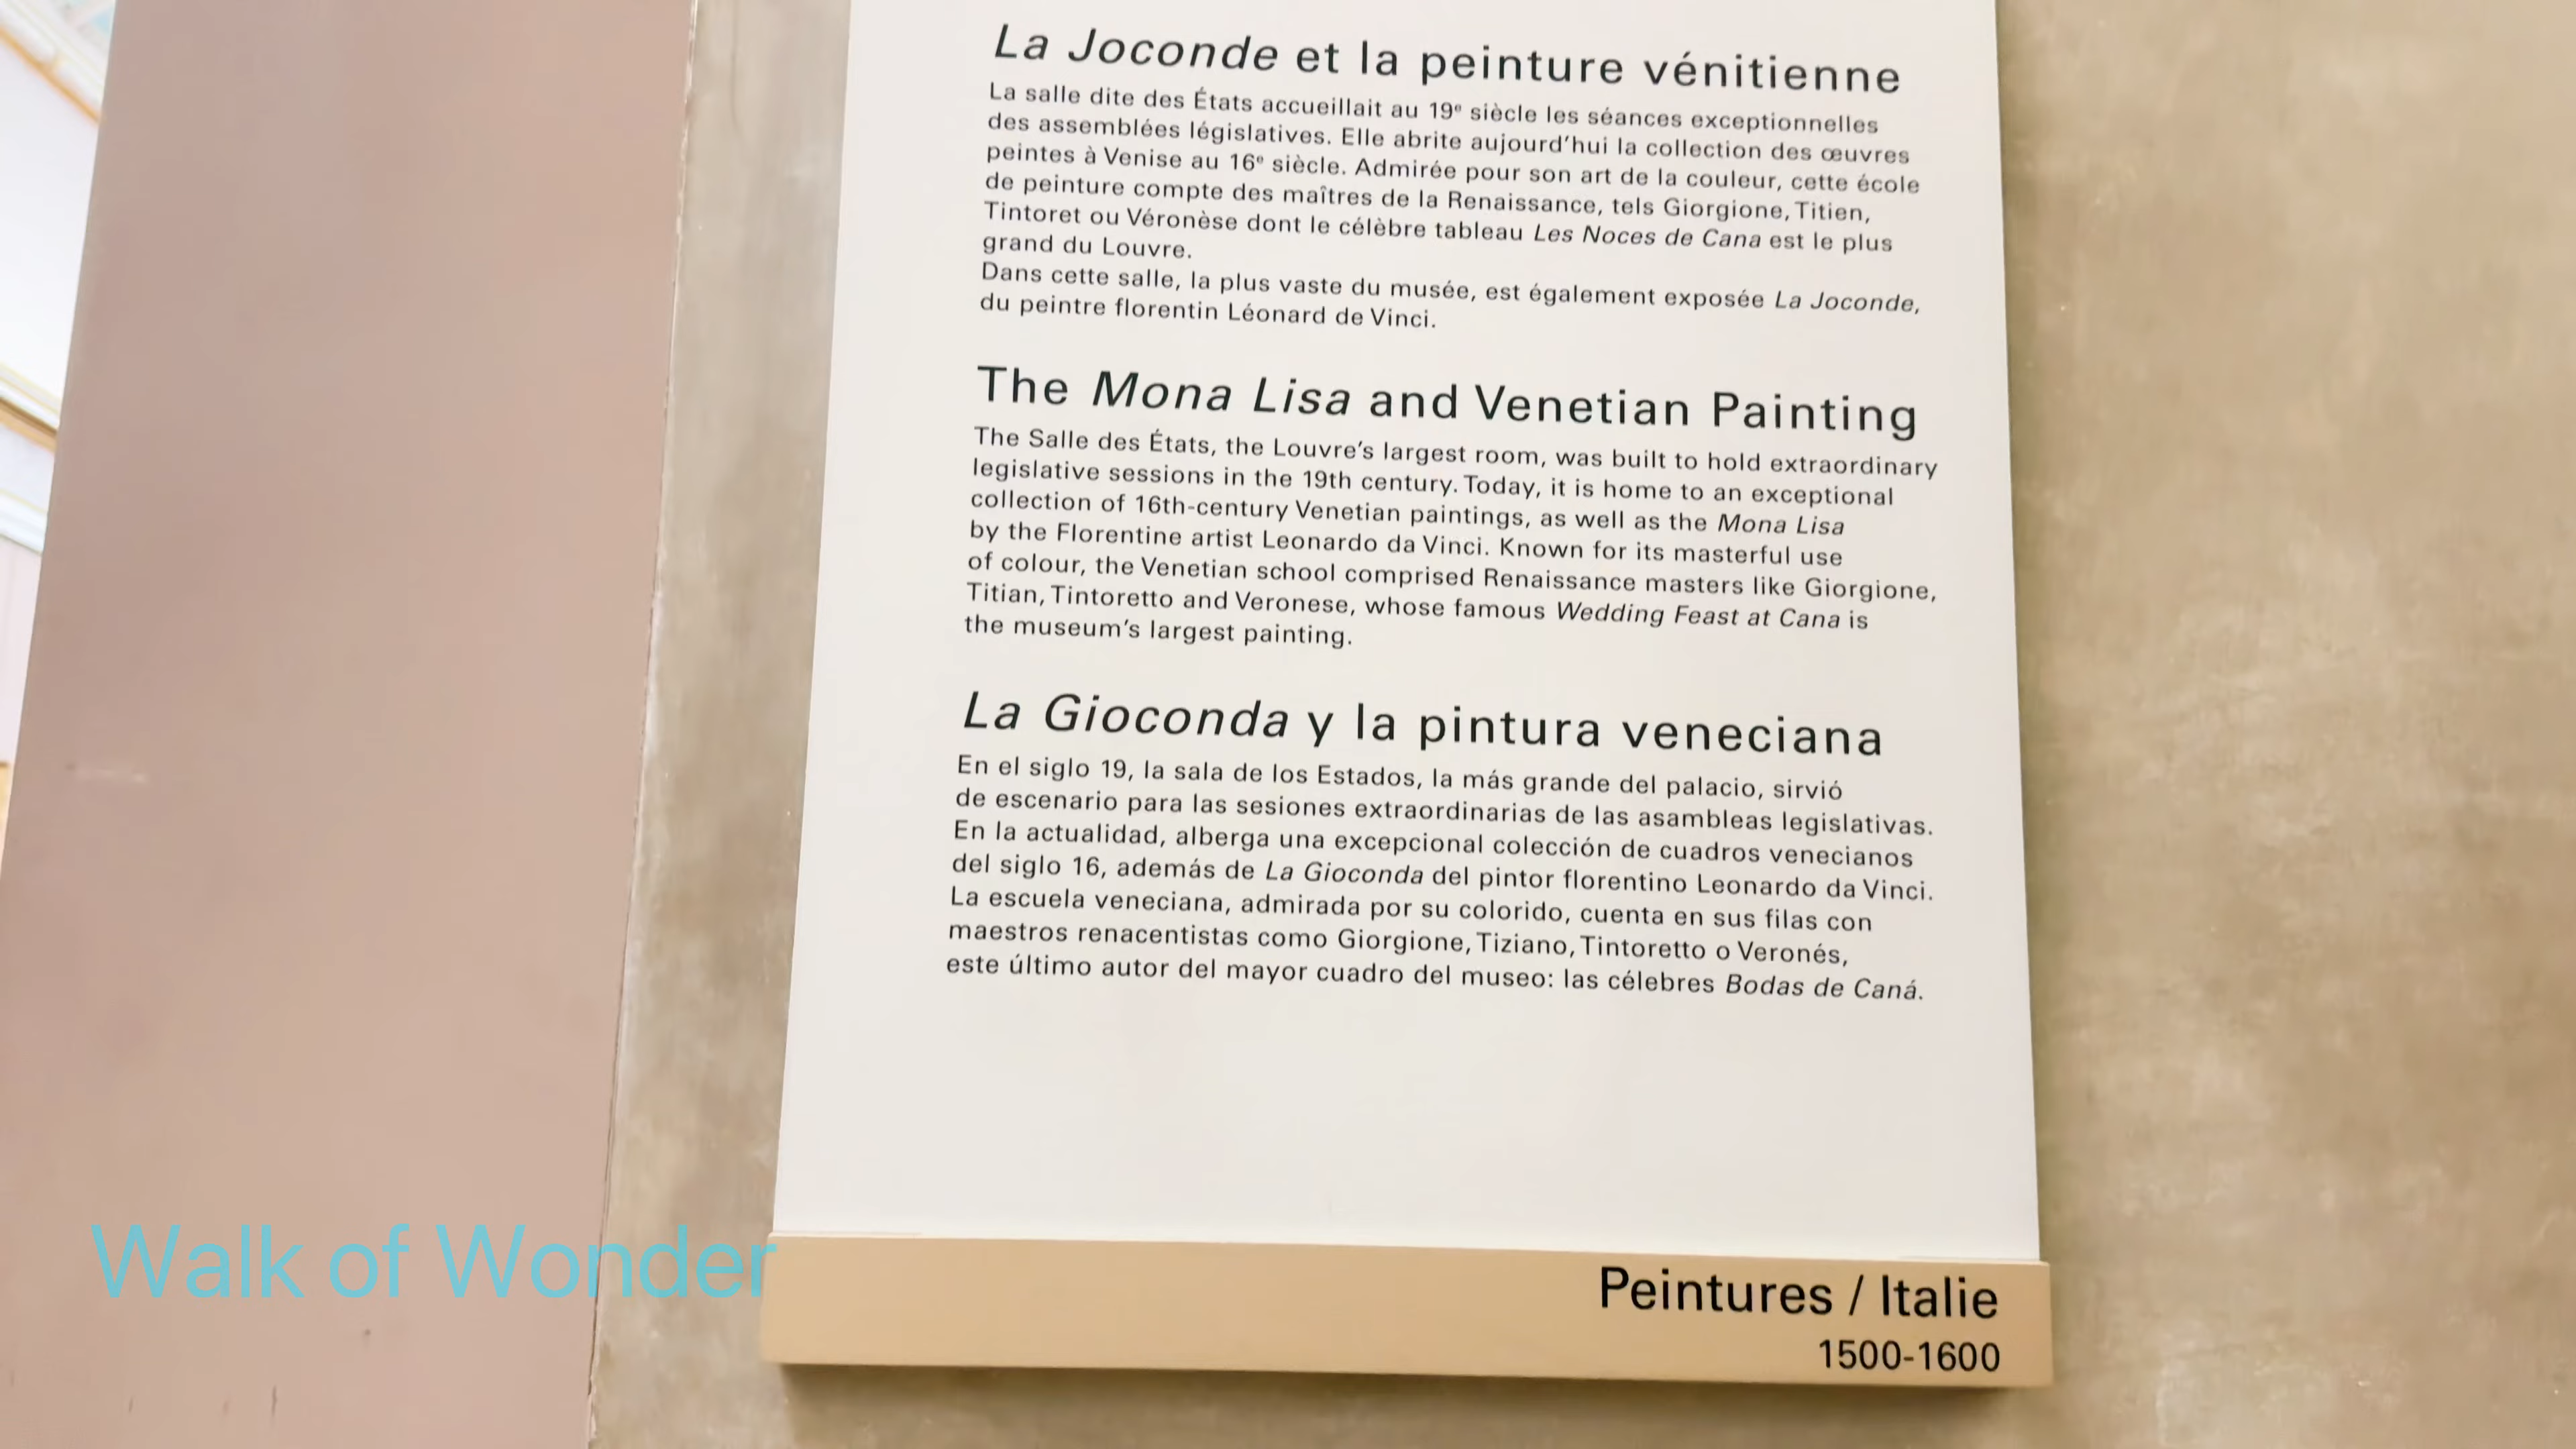 La Joconde et la peinture vénitienne
La salle dite des États accueillait au 19e siècle les séances exceptionnelles
des assemblées législatives. Elle abrite aujourd’hui la collection des œuvres
peintes à Venise au 16e siècle. Admirée pour son art de la couleur, cette école
de peinture compte des maîtres de la Renaissance, tels Giorgione, Titien,
Tintoret ou Véronèse dont le célèbre tableau Les Noces de Cana est le plus
grand du Louvre.
Dans cette salle, la plus vaste du musée, est également exposée La Joconde,
du peintre florentin Léonard de Vinci.
The Mona Lisa and Venetian Painting
The Salle des États, the Louvre’s largest room, was built to hold extraordinary
legislative sessions in the 19th century. Today, it is home to an exceptional
collection of 16th-century Venetian paintings, as well as the Mona Lisa
by the Florentine artist Leonardo da Vinci. Known for its masterful use
of colour, the Venetian school comprised Renaissance masters like Giorgione,
Titian, Tintoretto and Veronese, whose famous Wedding Feast at Cana is
the museum’s largest painting.
La Gioconda y la pintura veneciana
En el siglo 19, la sala de los Estados, la más grande del palacio, sirvió
de escenario para las sesiones extraordinarias de las asambleas legislativas.
En la actualidad, alberga una excepcional colección de cuadros venecianos
del siglo 16, además de La Gioconda del pintor florentino Leonardo da Vinci.
La escuela veneciana, admirada por su colorido, cuenta en sus filas con
maestros renacentistas como Giorgione, Tiziano, Tintoretto o Veronés,
este último autor del mayor cuadro del museo: las célebres Bodas de Caná.
Walk of Wonder
Peintures / Italie
1500-1600